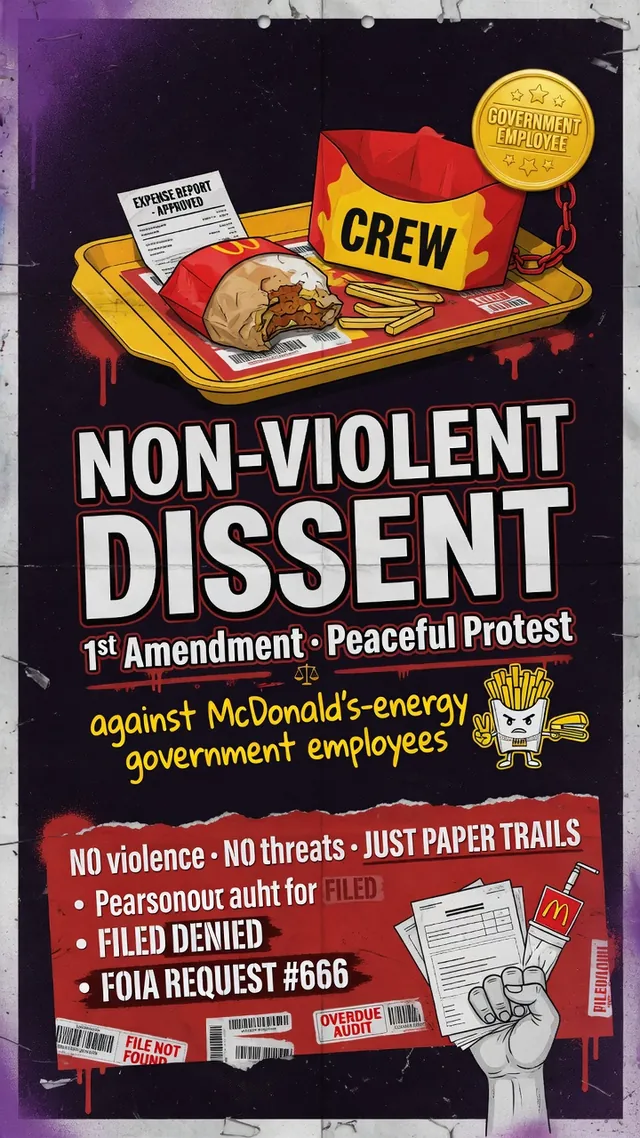 GOVERNMENT
EMPLOYEE
EXPENSE REPORT
- APPROVED
CREW
NON-VIOLENT
DISSENT
1st Amendment · Peaceful Protest
against McDonald's-energy
government employees
NO violence · NO threats · JUST PAPER TRAILS
• Pearsonouτ auht for FILED
• FILED DENIED
• FOIA REQUEST #666
FILE NOT
FOUND
OVERDUE
AUDIT